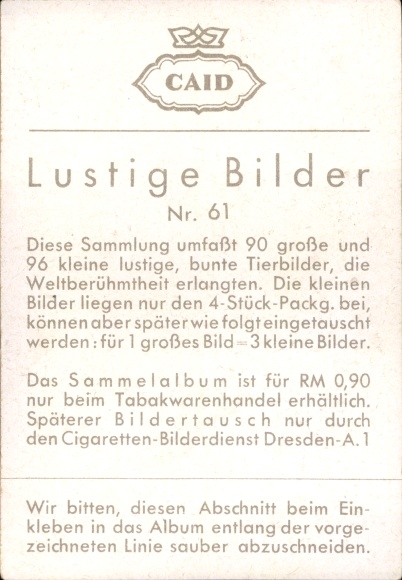 CAID
Lustige Bilder
Nr. 61
Diese Sammlung umfaßt 90 große und
96 kleine lustige, bunte Tierbilder, die
Weltberühmtheit erlangten. Die kleinen
Bilder liegen nur den 4-Stück-Packg. bei,
können aber später wie folgt eingetauscht
werden: für 1 großes Bild = 3 kleine Bilder.
Das Sammelalbum ist für RM 0,90
nur beim Tabakwarenhandel erhältlich.
Späterer Bildertausch nur durch
den Cigaretten-Bilderdienst Dresden-A. 1
Wir bitten, diesen Abschnitt beim Ein-
kleben in das Album entlang der vorge-
zeichneten Linie sauber abzuschneiden.